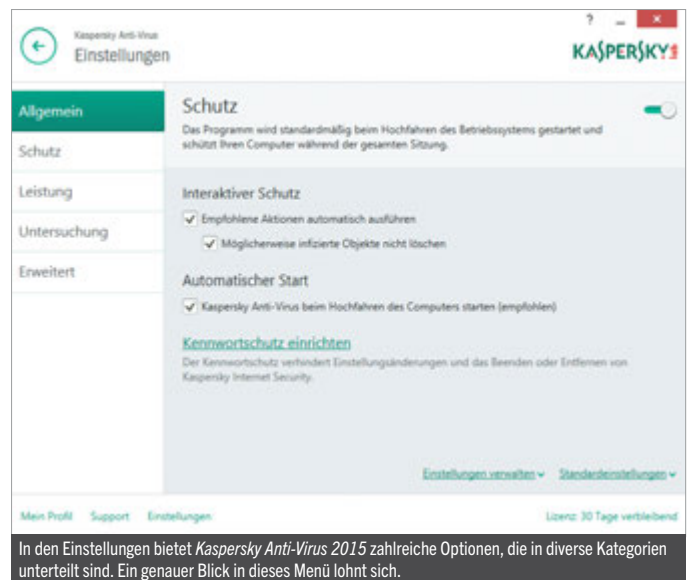 Kaspersky Anti-Virus
Einstellungen
? _ ×
KASPERSKY
Allgemein
Schutz
Leistung
Untersuchung
Erweitert
Schutz
Das Programm wird standardmäßig beim Hochfahren des Betriebssystems gestartet und
schützt Ihren Computer während der gesamten Sitzung.
Interaktiver Schutz
Empfohlene Aktionen automatisch ausführen
Möglicherweise infizierte Objekte nicht löschen
Automatischer Start
Kaspersky Anti-Virus beim Hochfahren des Computers starten (empfohlen)
Kennwortschutz einrichten
Der Kennwortschutz verhindert Einstellungsänderungen und das Beenden oder Entfernen von
Kaspersky Internet Security.
Einstellungen verwalten Standardeinstellungen
Mein Profil Support Einstellungen Lizenz: 30 Tage verbleibend
In den Einstellungen bietet Kaspersky Anti-Virus 2015 zahlreiche Optionen, die in diverse Kategorien
unterteilt sind. Ein genauer Blick in dieses Menü lohnt sich.